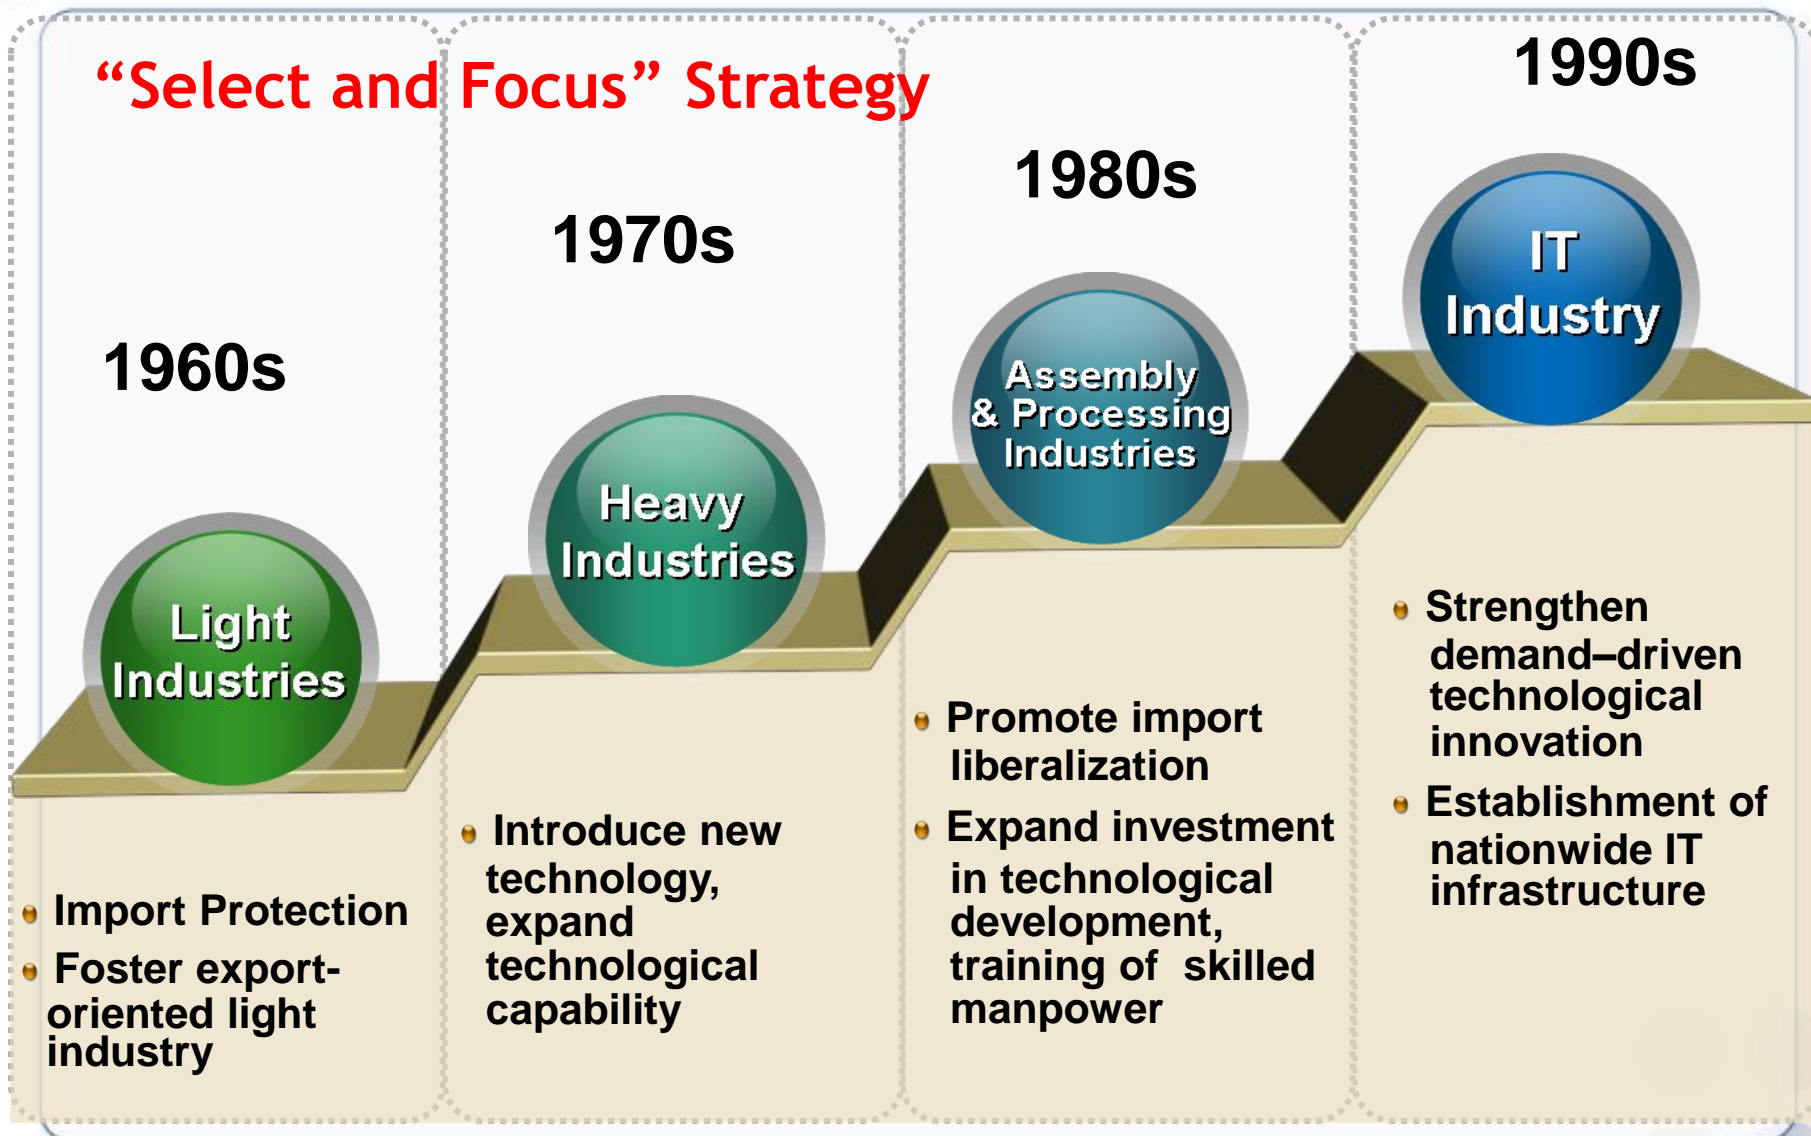 “Select and Focus” Strategy
1960s
Light
Industries
Import Protection
Foster export-
oriented light
industry
1970s
Heavy
Industries
Introduce new
technology,
expand
technological
capability
1980s
Assembly
& Processing
Industries
Promote import
liberalization
Expand investment
in technological
development,
training of skilled
manpower
1990s
IT
Industry
Strengthen
demand–driven
technological
innovation
Establishment of
nationwide IT
infrastructure